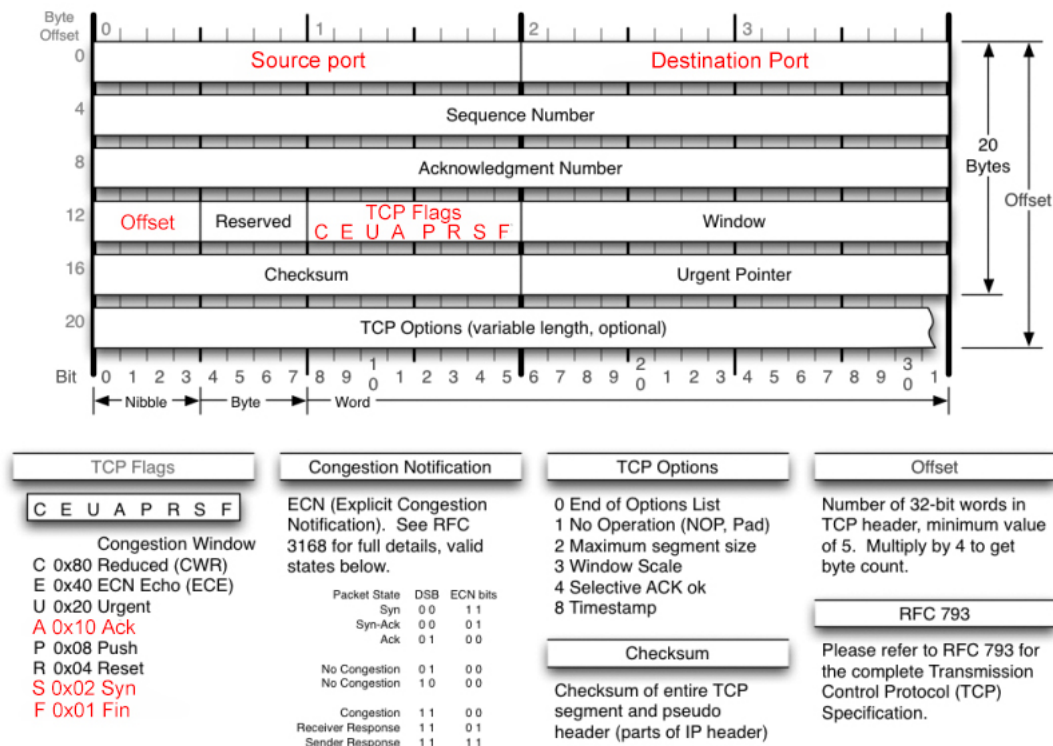 Byte
Offset
0 1 2 3
0 Source port Destination Port
4 Sequence Number
8 Acknowledgment Number
20
Bytes
Offset
12 Offset Reserved TCP Flags Window
C E U A P R S F
16 Checksum Urgent Pointer
20 TCP Options (variable length, optional)
Bit 0 1 2 3 4 5 6 7 8 9 10 1 2 3 4 5 6 7 8 9 20 1 2 3 4 5 6 7 8 9 30 1
Nibble Byte Word
TCP Flags
C E U A P R S F
Congestion Window
C 0x80 Reduced (CWR)
E 0x40 ECN Echo (ECE)
U 0x20 Urgent
A 0x10 Ack
P 0x08 Push
R 0x04 Reset
S 0x02 Syn
F 0x01 Fin
Congestion Notification
ECN (Explicit Congestion
Notification). See RFC
3168 for full details, valid
states below.
Packet State DSB ECN bits
Syn 0 0 1 1
Syn-Ack 0 0 0 1
Ack 0 1 0 0
No Congestion 0 1 0 0
No Congestion 1 0 0 0
Congestion 1 1 0 0
Receiver Response 1 1 0 1
Sender Response 1 1 1 1
TCP Options
0 End of Options List
1 No Operation (NOP, Pad)
2 Maximum segment size
3 Window Scale
4 Selective ACK ok
8 Timestamp
Checksum
Checksum of entire TCP
segment and pseudo
header (parts of IP header)
Offset
Number of 32-bit words in
TCP header, minimum value
of 5. Multiply by 4 to get
byte count.
RFC 793
Please refer to RFC 793 for
the complete Transmission
Control Protocol (TCP)
Specification.